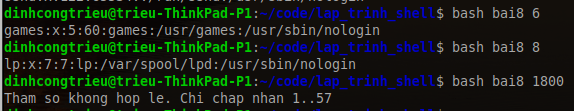 dinhcongtrieu@trieu-ThinkPad-P1:~/code/lap_trinh_shell$ bash bai8 6
games:x:5:60:games:/usr/games:/usr/sbin/nologin
dinhcongtrieu@trieu-ThinkPad-P1:~/code/lap_trinh_shell$ bash bai8 8
lp:x:7:7:lp:/var/spool/lpd:/usr/sbin/nologin
dinhcongtrieu@trieu-ThinkPad-P1:~/code/lap_trinh_shell$ bash bai8 1800
Tham so khong hop le. Chi chap nhan 1..57